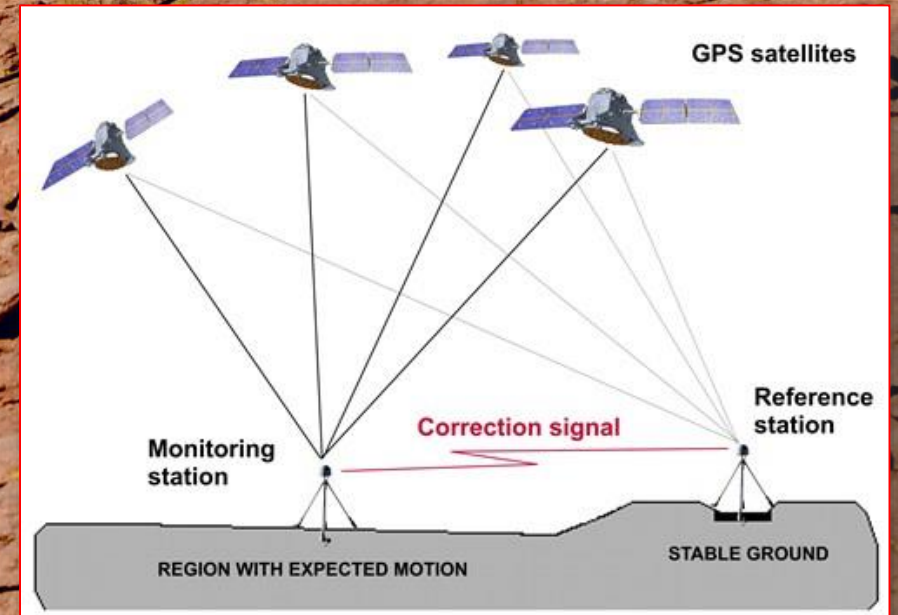 GPS satellites
Reference
station
Correction signal
Monitoring
station
STABLE GROUND
REGION WITH EXPECTED MOTION